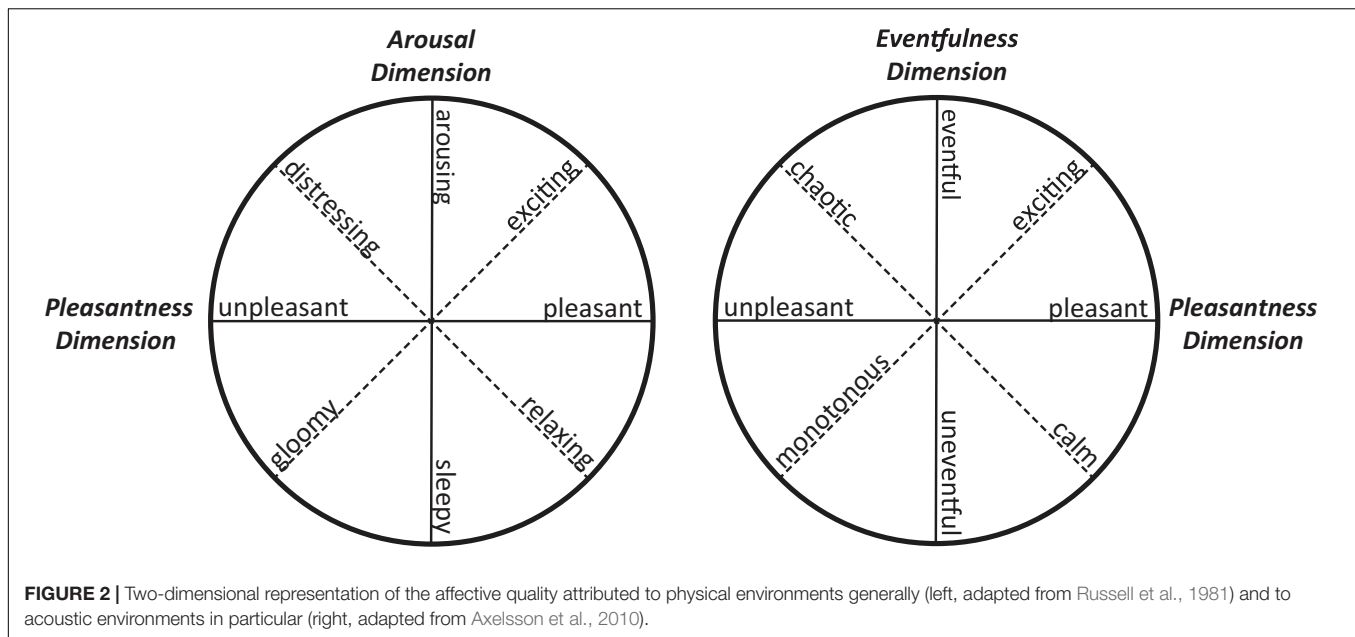 Arousal
Dimension
arousing
distressing
exciting
Pleasantness
Dimension
unpleasant
pleasant
gloomy
relaxing
sleepy
Eventfulness
Dimension
eventful
chaotic
exciting
unpleasant
pleasant
Pleasantness
Dimension
monotonous
calm
uneventful
FIGURE 2 | Two-dimensional representation of the affective quality attributed to physical environments generally (left, adapted from Russell et al., 1981) and to
acoustic environments in particular (right, adapted from Axelsson et al., 2010).